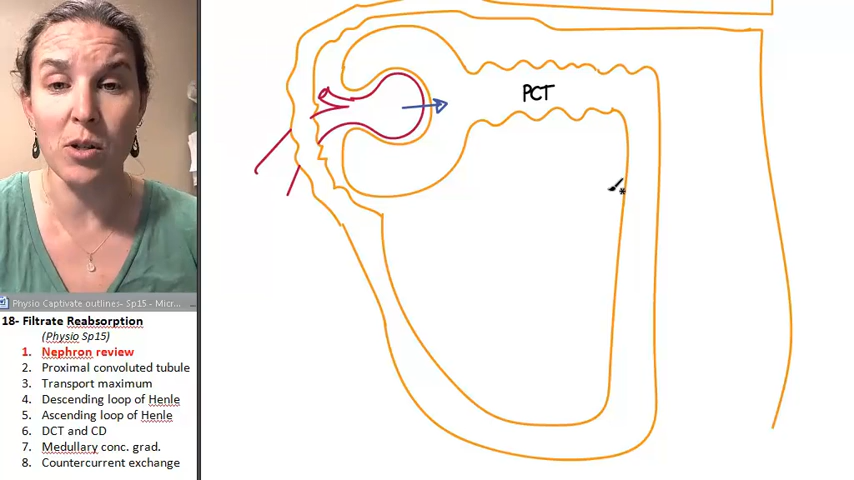 PCT
Physio Captivate outlines- Sp15 - Micr...
18- Filtrate Reabsorption
(Physio Sp15)
1. Nephron review
2. Proximal convoluted tubule
3. Transport maximum
4. Descending loop of Henle
5. Ascending loop of Henle
6. DCT and CD
7. Medullary conc. grad.
8. Countercurrent exchange